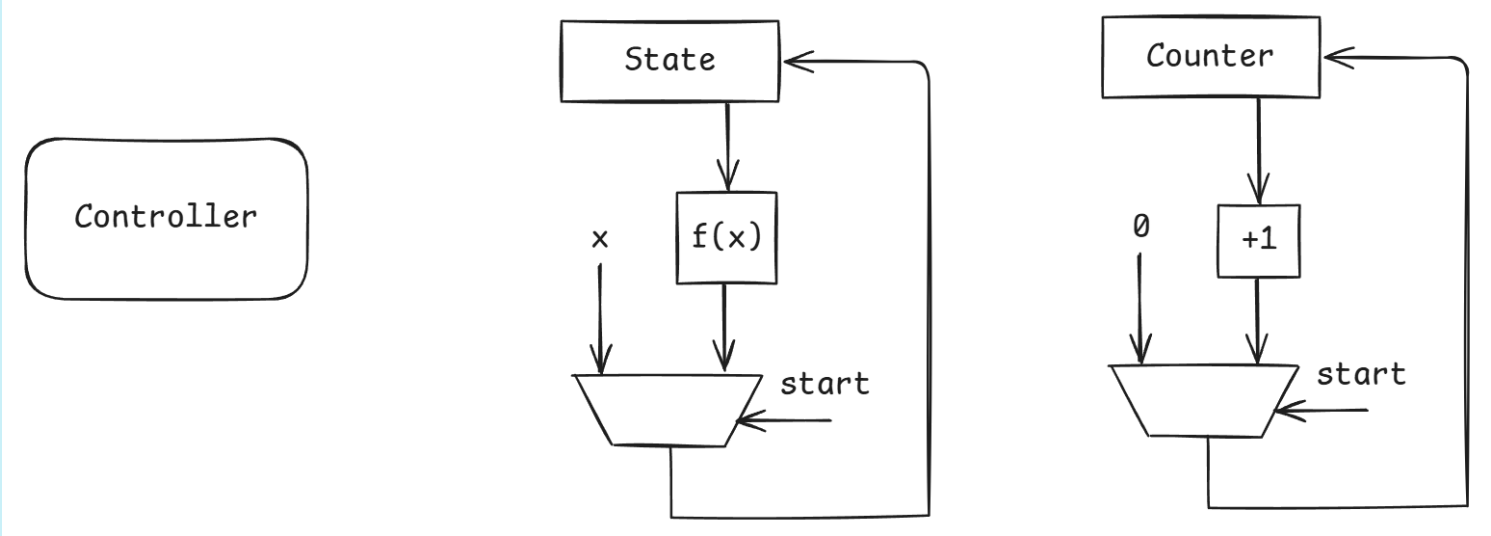 State
Counter
Controller
x
f(x)
0
+1
start
start